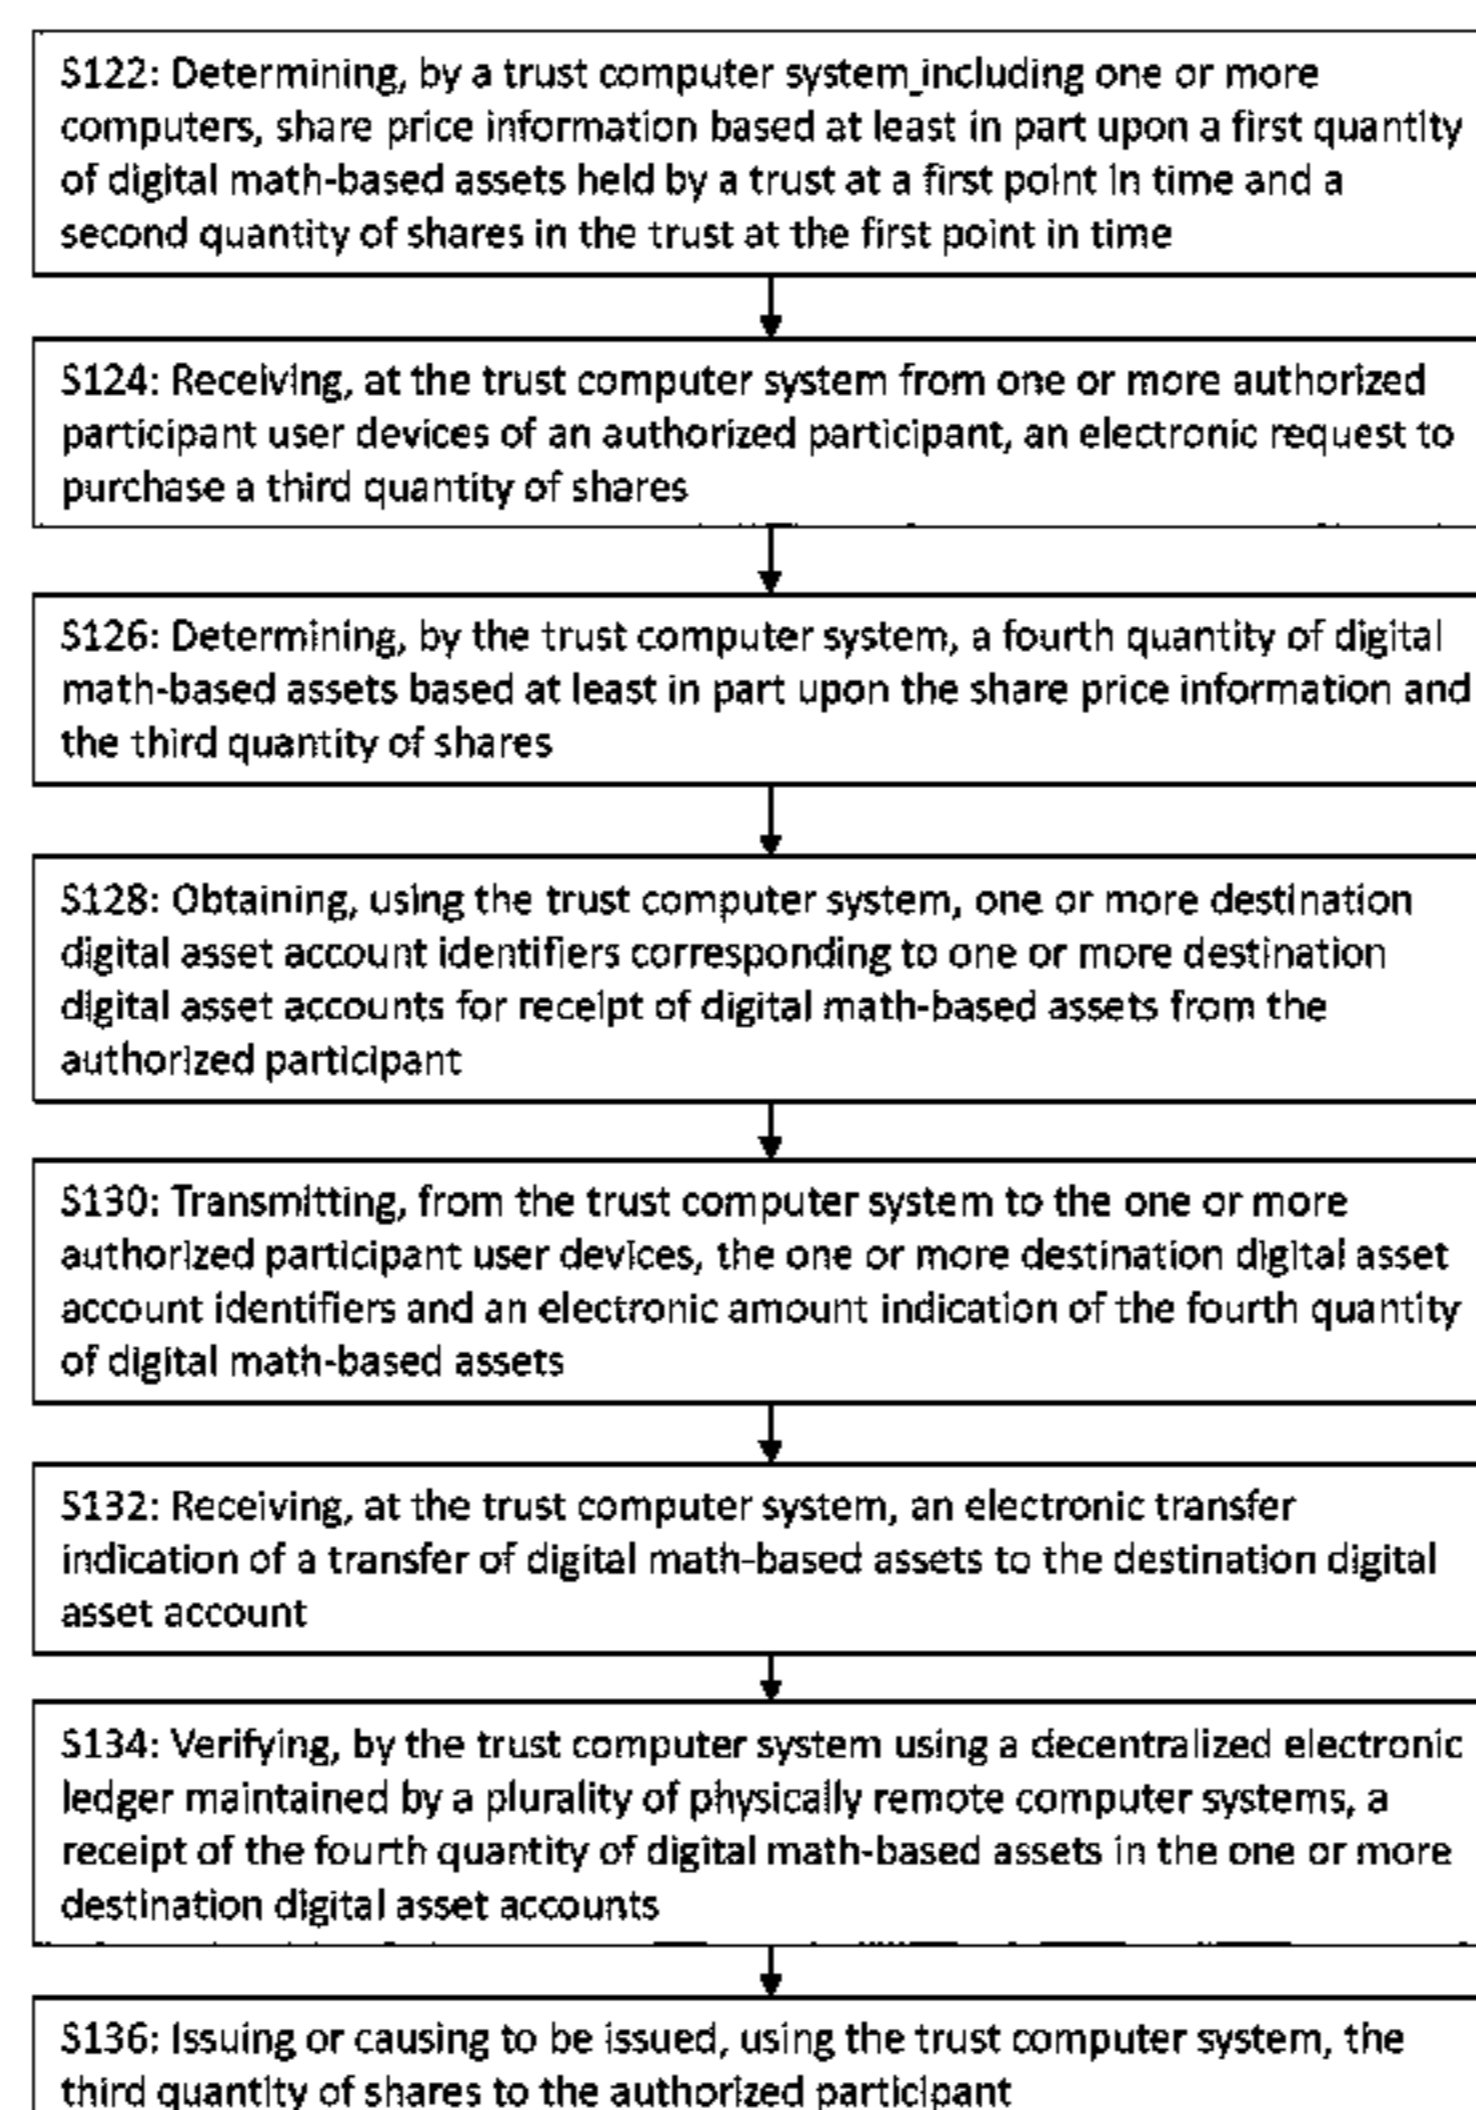 S122: Determining, by a trust computer system including one or more
computers, share price information based at least in part upon a first quantity
of digital math-based assets held by a trust at a first point in time and a
second quantity of shares in the trust at the first point in time
S124: Receiving, at the trust computer system from one or more authorized
participant user devices of an authorized participant, an electronic request to
purchase a third quantity of shares
S126: Determining, by the trust computer system, a fourth quantity of digital
math-based assets based at least in part upon the share price information and
the third quantity of shares
S128: Obtaining, using the trust computer system, one or more destination
digital asset account identifiers corresponding to one or more destination
digital asset accounts for receipt of digital math-based assets from the
authorized participant
S130: Transmitting, from the trust computer system to the one or more
authorized participant user devices, the one or more destination digital asset
account identifiers and an electronic amount indication of the fourth quantity
of digital math-based assets
S132: Receiving, at the trust computer system, an electronic transfer
indication of a transfer of digital math-based assets to the destination digital
asset account
S134: Verifying, by the trust computer system using a decentralized electronic
ledger maintained by a plurality of physically remote computer systems, a
receipt of the fourth quantity of digital math-based assets in the one or more
destination digital asset accounts
S136: Issuing or causing to be issued, using the trust computer system, the
third quantity of shares to the authorized participant